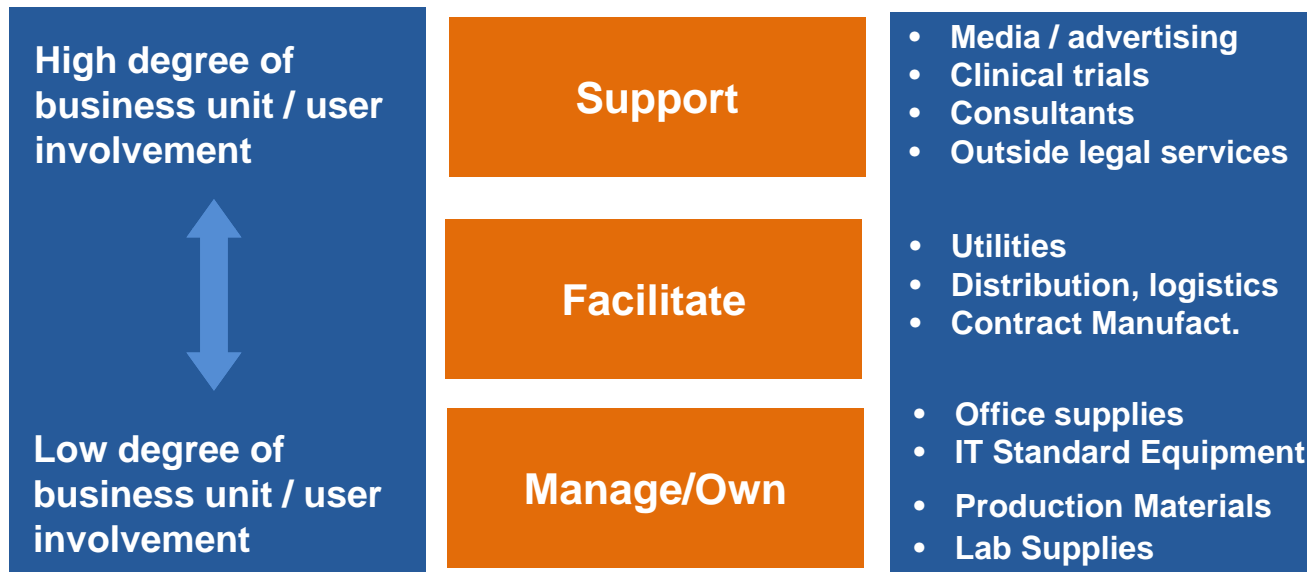 High degree of
business unit / user
involvement
Low degree of
business unit / user
involvement
Support
Facilitate
Manage/Own
• Media / advertising
• Clinical trials
• Consultants
• Outside legal services
• Utilities
• Distribution, logistics
• Contract Manufact.
• Office supplies
• IT Standard Equipment
• Production Materials
• Lab Supplies